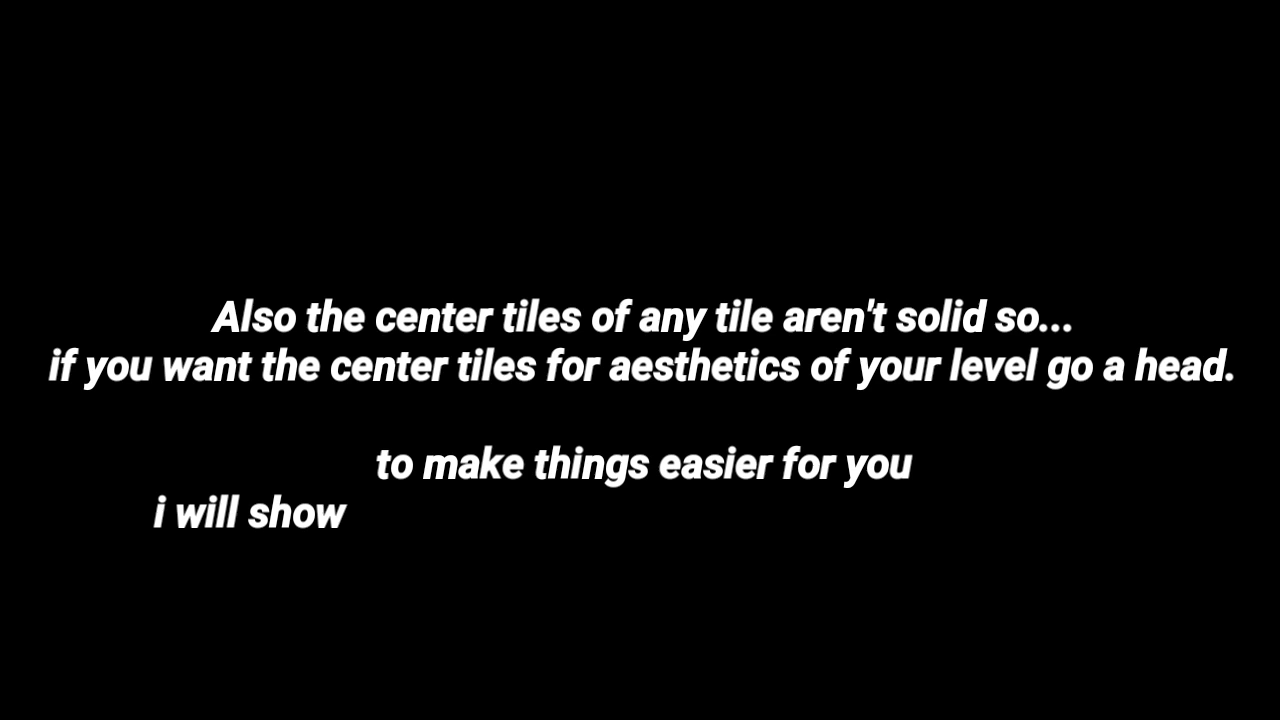 Also the center tiles of any tile aren't solid so...
if you want the center tiles for aesthetics of your level go a head.
to make things easier for you
i will show